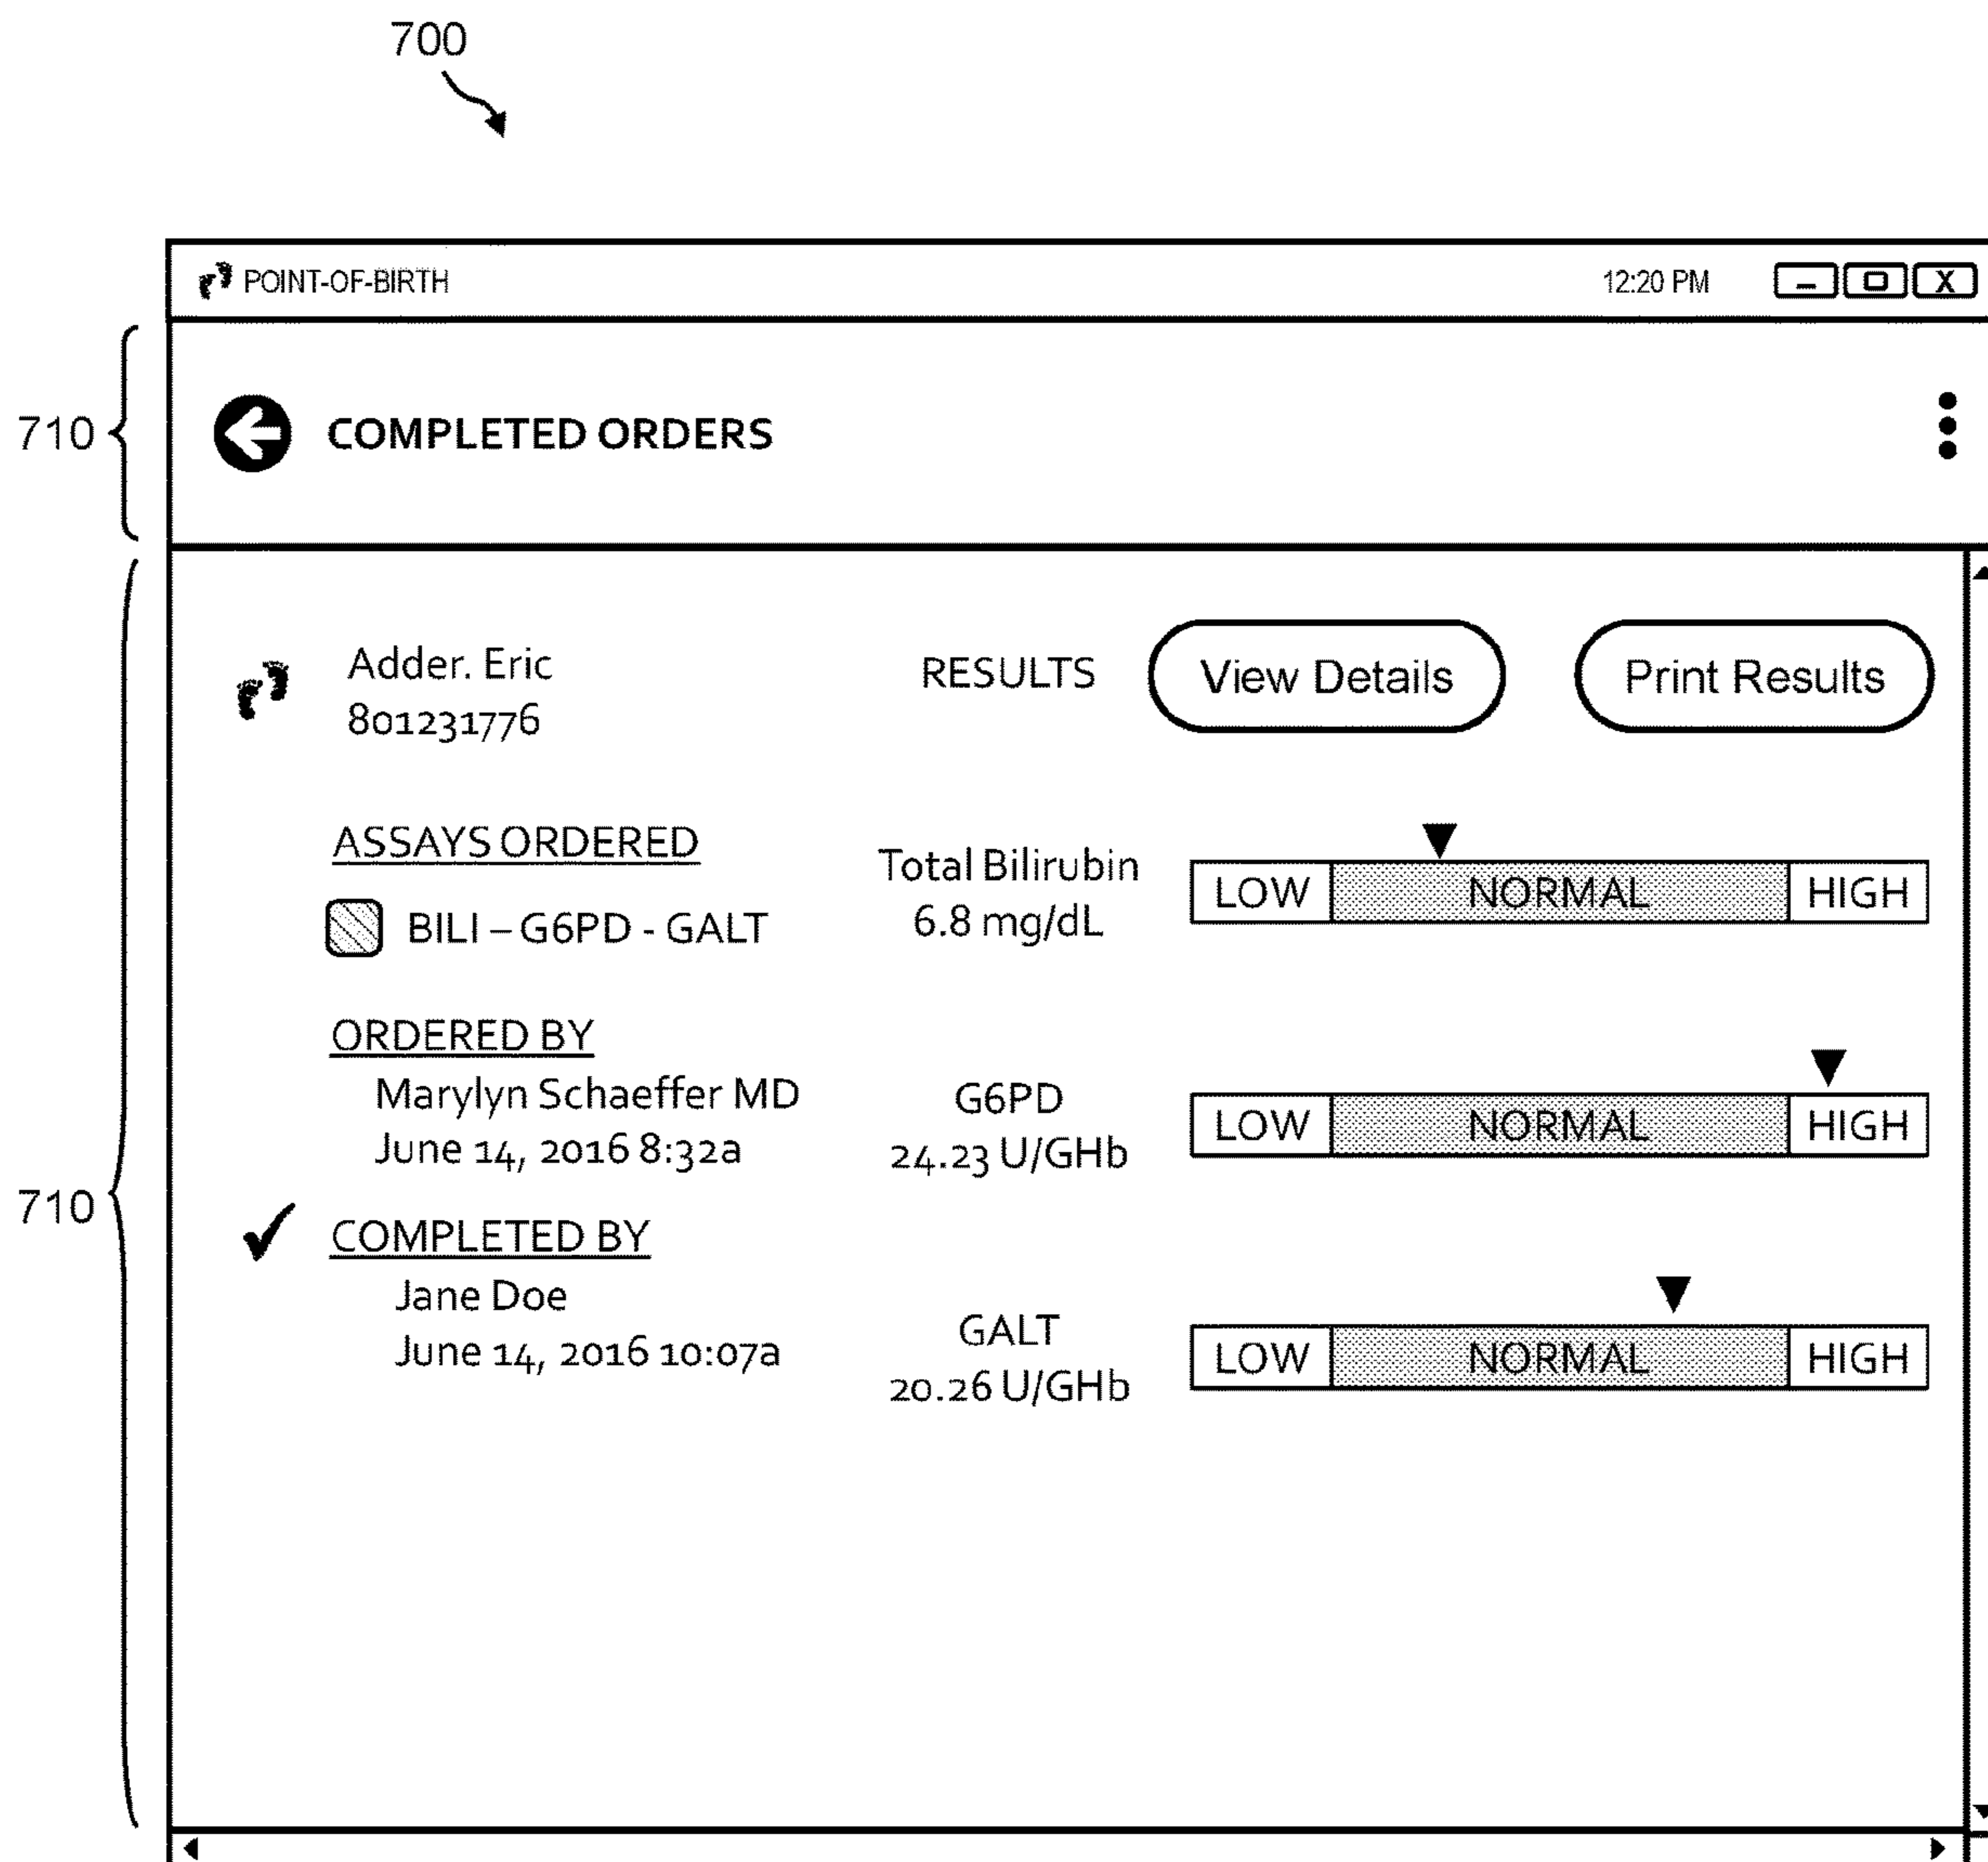 700
POINT-OF-BIRTH 12:20 PM X
710
COMPLETED ORDERS
Adder. Eric
801231776
RESULTS View Details Print Results
ASSAYS ORDERED
BILI – G6PD - GALT
Total Bilirubin
6.8 mg/dL
LOW NORMAL HIGH
ORDERED BY
Marylyn Schaeffer MD
June 14, 2016 8:32a
G6PD
24.23 U/GHb
LOW NORMAL HIGH
710
COMPLETED BY
Jane Doe
June 14, 2016 10:07a
GALT
20.26 U/GHb
LOW NORMAL HIGH